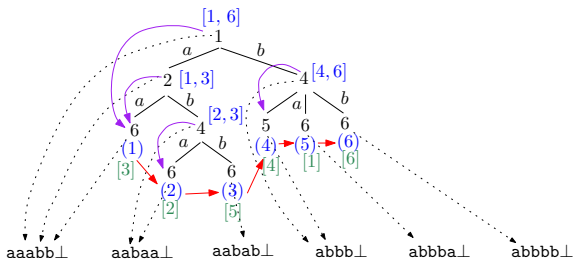 [1, 6]
1
a b
2 [1, 3] 4 [4, 6]
a b a a b
[2, 3]
6 4 5 6 6
(1) a b (4) (5) (6)
[3] 6 6 [4] [1] [6]
(2) (3)
[2] [5]
aaabb⊥ aabaa⊥ aabab⊥ abbb⊥ abbba⊥ abbbb⊥